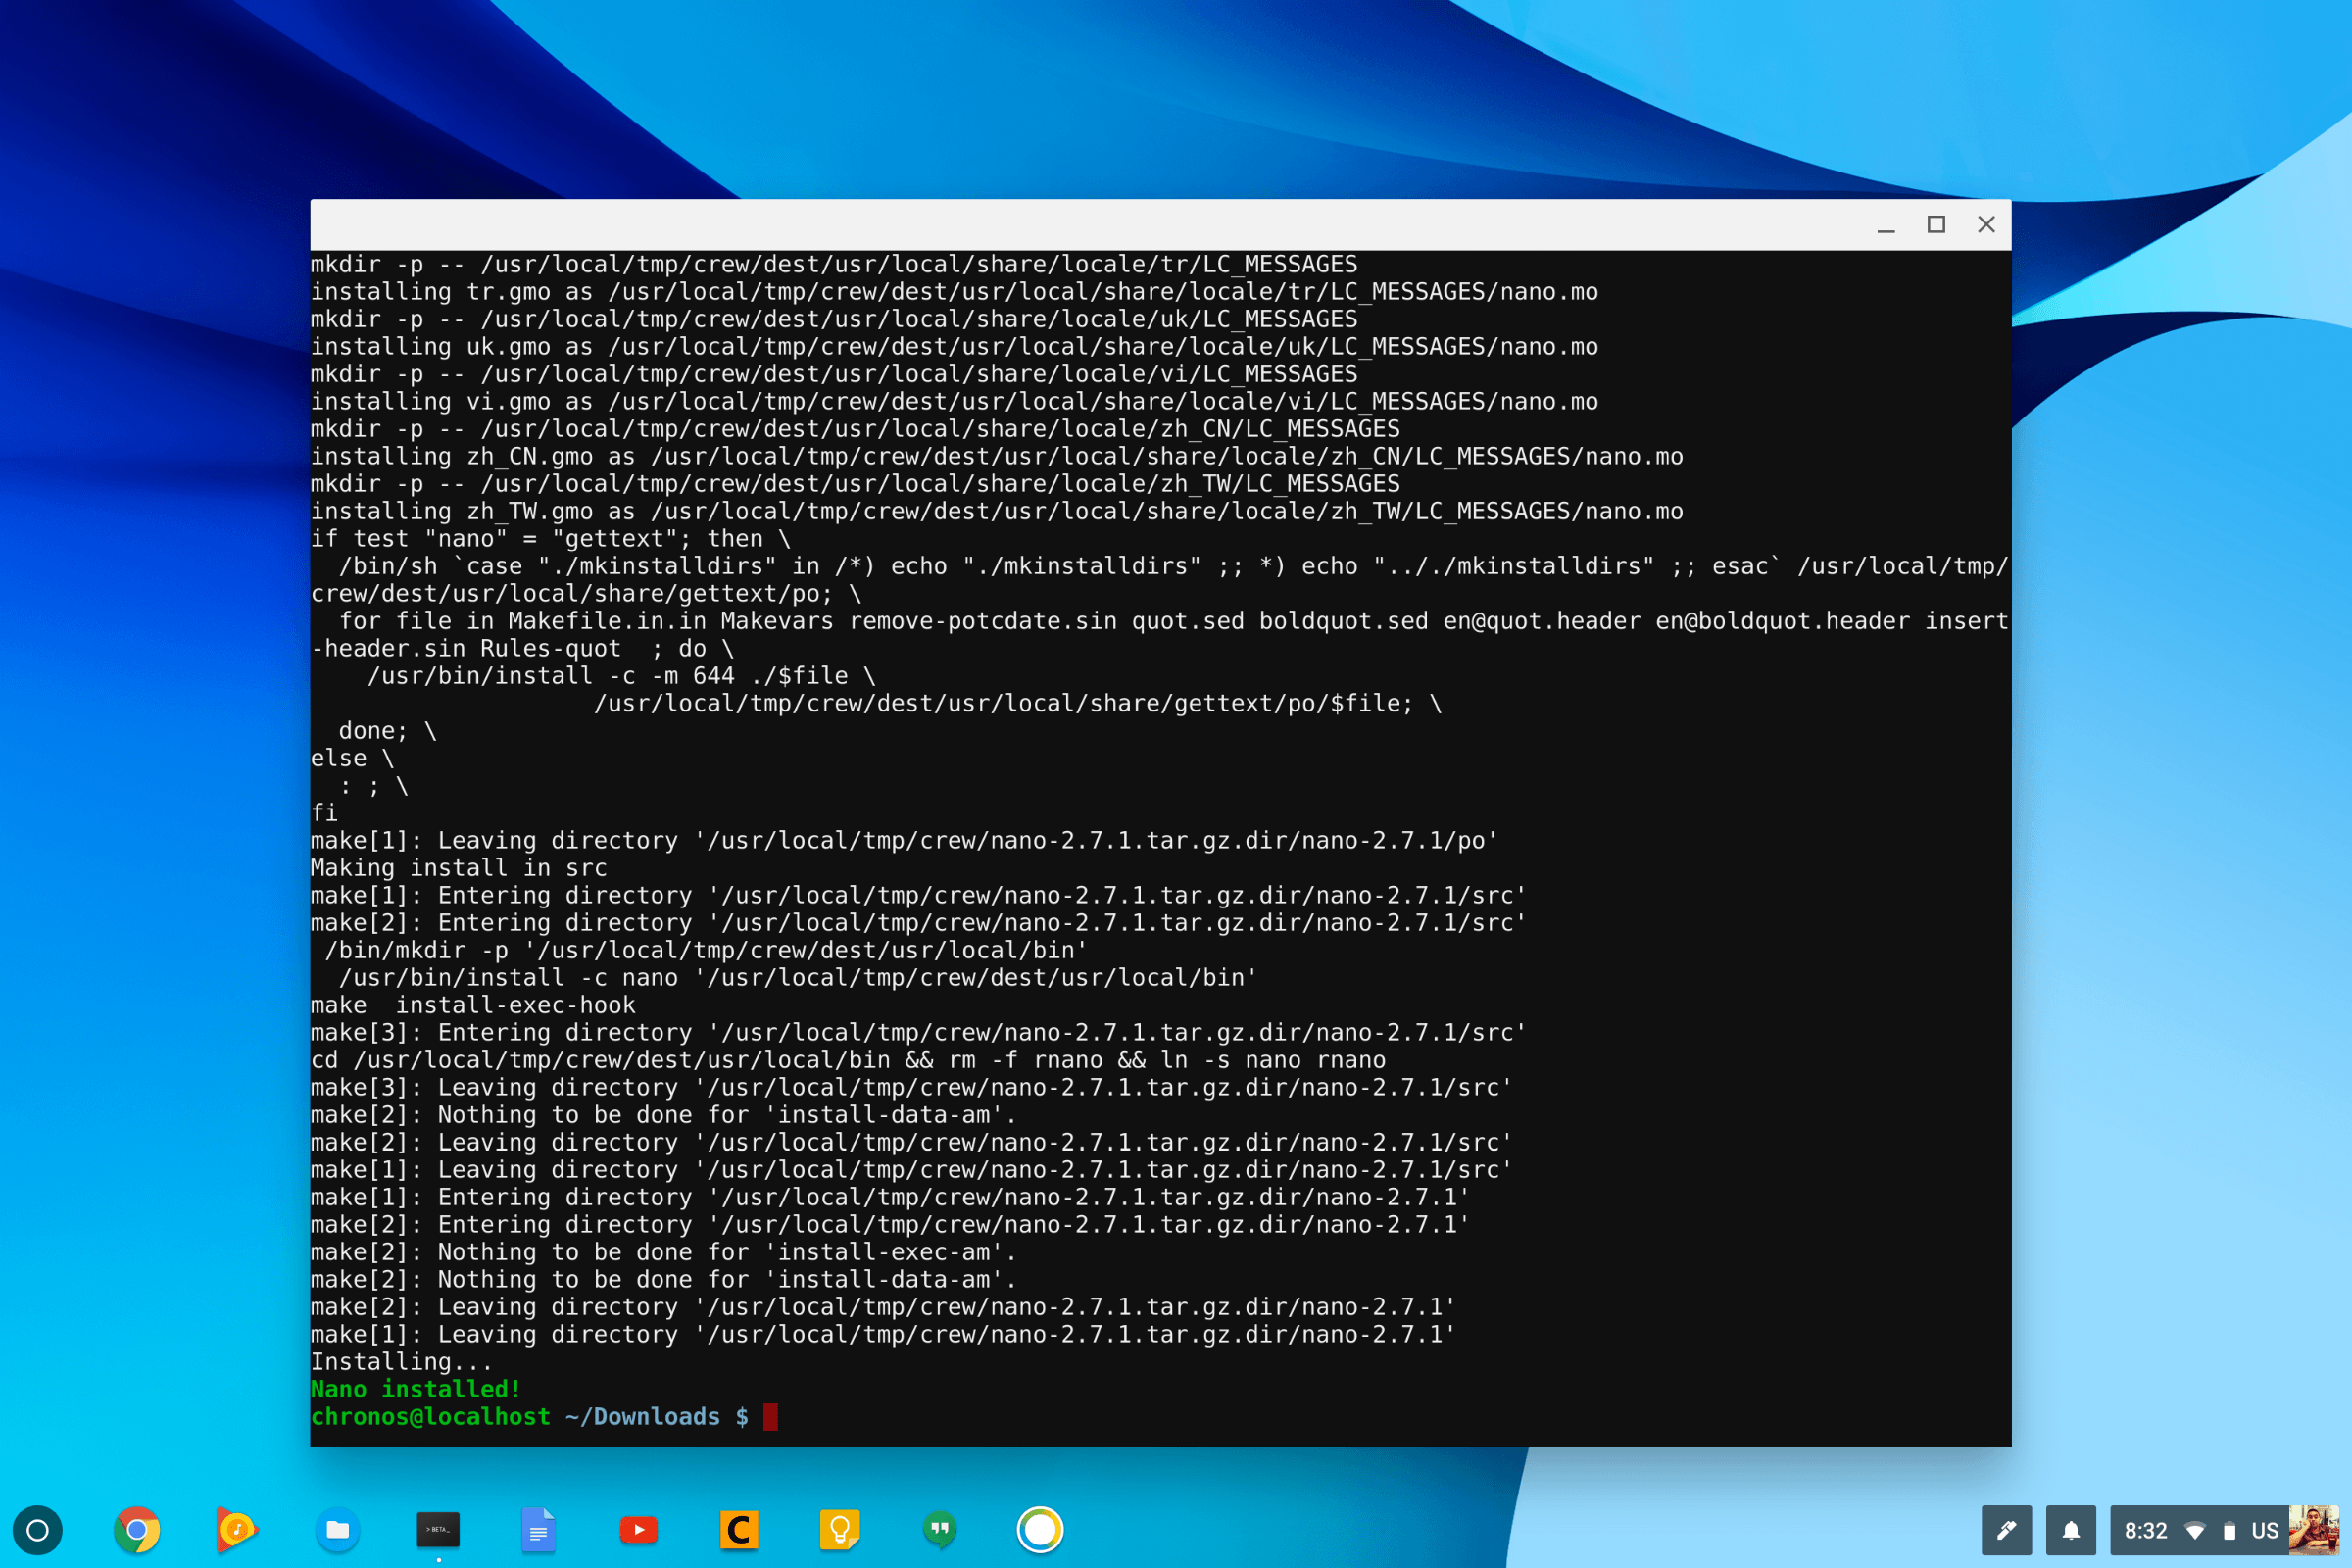 mkdir -p -- /usr/local/tmp/crew/dest/usr/local/share/locale/tr/LC_MESSAGES
installing tr.gmo as /usr/local/tmp/crew/dest/usr/local/share/locale/tr/LC_MESSAGES/nano.mo
mkdir -p -- /usr/local/tmp/crew/dest/usr/local/share/locale/uk/LC_MESSAGES
installing uk.gmo as /usr/local/tmp/crew/dest/usr/local/share/locale/uk/LC_MESSAGES/nano.mo
mkdir -p -- /usr/local/tmp/crew/dest/usr/local/share/locale/vi/LC_MESSAGES
installing vi.gmo as /usr/local/tmp/crew/dest/usr/local/share/locale/vi/LC_MESSAGES/nano.mo
mkdir -p -- /usr/local/tmp/crew/dest/usr/local/share/locale/zh_CN/LC_MESSAGES
installing zh_CN.gmo as /usr/local/tmp/crew/dest/usr/local/share/locale/zh_CN/LC_MESSAGES/nano.mo
mkdir -p -- /usr/local/tmp/crew/dest/usr/local/share/locale/zh_TW/LC_MESSAGES
installing zh_TW.gmo as /usr/local/tmp/crew/dest/usr/local/share/locale/zh_TW/LC_MESSAGES/nano.mo
if test "nano" = "gettext"; then \
  /bin/sh `case "./mkinstalldirs" in /*) echo "./mkinstalldirs" ;; *) echo ".././mkinstalldirs" ;; esac` /usr/local/tmp/
crew/dest/usr/local/share/gettext/po; \
  for file in Makefile.in.in Makevars remove-potcdate.sin quot.sed boldquot.sed en@quot.header en@boldquot.header insert
-header.sin Rules-quot  ; do \
    /usr/bin/install -c -m 644 ./$file \
                    /usr/local/tmp/crew/dest/usr/local/share/gettext/po/$file; \
  done; \
else \
  : ; \
fi
make[1]: Leaving directory '/usr/local/tmp/crew/nano-2.7.1.tar.gz.dir/nano-2.7.1/po'
Making install in src
make[1]: Entering directory '/usr/local/tmp/crew/nano-2.7.1.tar.gz.dir/nano-2.7.1/src'
make[2]: Entering directory '/usr/local/tmp/crew/nano-2.7.1.tar.gz.dir/nano-2.7.1/src'
 /bin/mkdir -p '/usr/local/tmp/crew/dest/usr/local/bin'
  /usr/bin/install -c nano '/usr/local/tmp/crew/dest/usr/local/bin'
make  install-exec-hook
make[3]: Entering directory '/usr/local/tmp/crew/nano-2.7.1.tar.gz.dir/nano-2.7.1/src'
cd /usr/local/tmp/crew/dest/usr/local/bin && rm -f rnano && ln -s nano rnano
make[3]: Leaving directory '/usr/local/tmp/crew/nano-2.7.1.tar.gz.dir/nano-2.7.1/src'
make[2]: Nothing to be done for 'install-data-am'.
make[2]: Leaving directory '/usr/local/tmp/crew/nano-2.7.1.tar.gz.dir/nano-2.7.1/src'
make[1]: Leaving directory '/usr/local/tmp/crew/nano-2.7.1.tar.gz.dir/nano-2.7.1/src'
make[1]: Entering directory '/usr/local/tmp/crew/nano-2.7.1.tar.gz.dir/nano-2.7.1'
make[2]: Entering directory '/usr/local/tmp/crew/nano-2.7.1.tar.gz.dir/nano-2.7.1'
make[2]: Nothing to be done for 'install-exec-am'.
make[2]: Nothing to be done for 'install-data-am'.
make[2]: Leaving directory '/usr/local/tmp/crew/nano-2.7.1.tar.gz.dir/nano-2.7.1'
make[1]: Leaving directory '/usr/local/tmp/crew/nano-2.7.1.tar.gz.dir/nano-2.7.1'
Installing...
Nano installed!
chronos@localhost ~/Downloads $
>BETA_
C
8:32 US